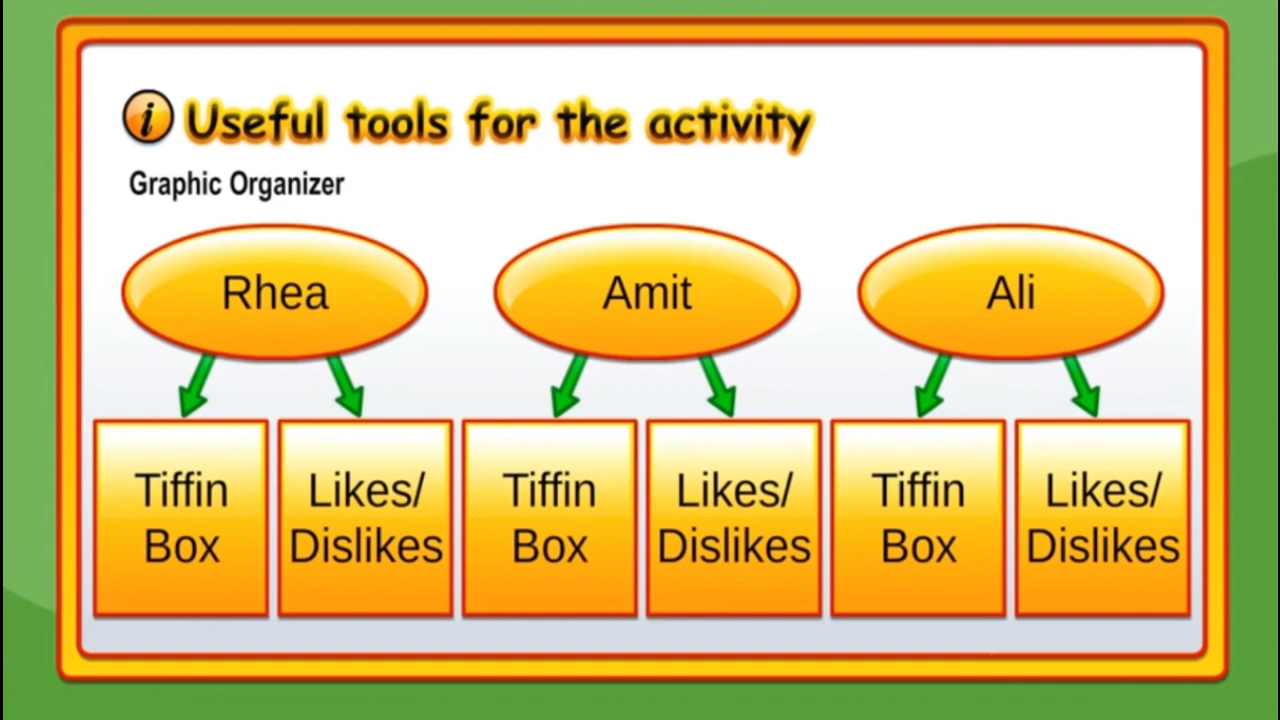 i Useful tools for the activity
Graphic Organizer
Rhea
Amit
Ali
Tiffin
Box
Likes/
Dislikes
Tiffin
Box
Likes/
Dislikes
Tiffin
Box
Likes/
Dislikes